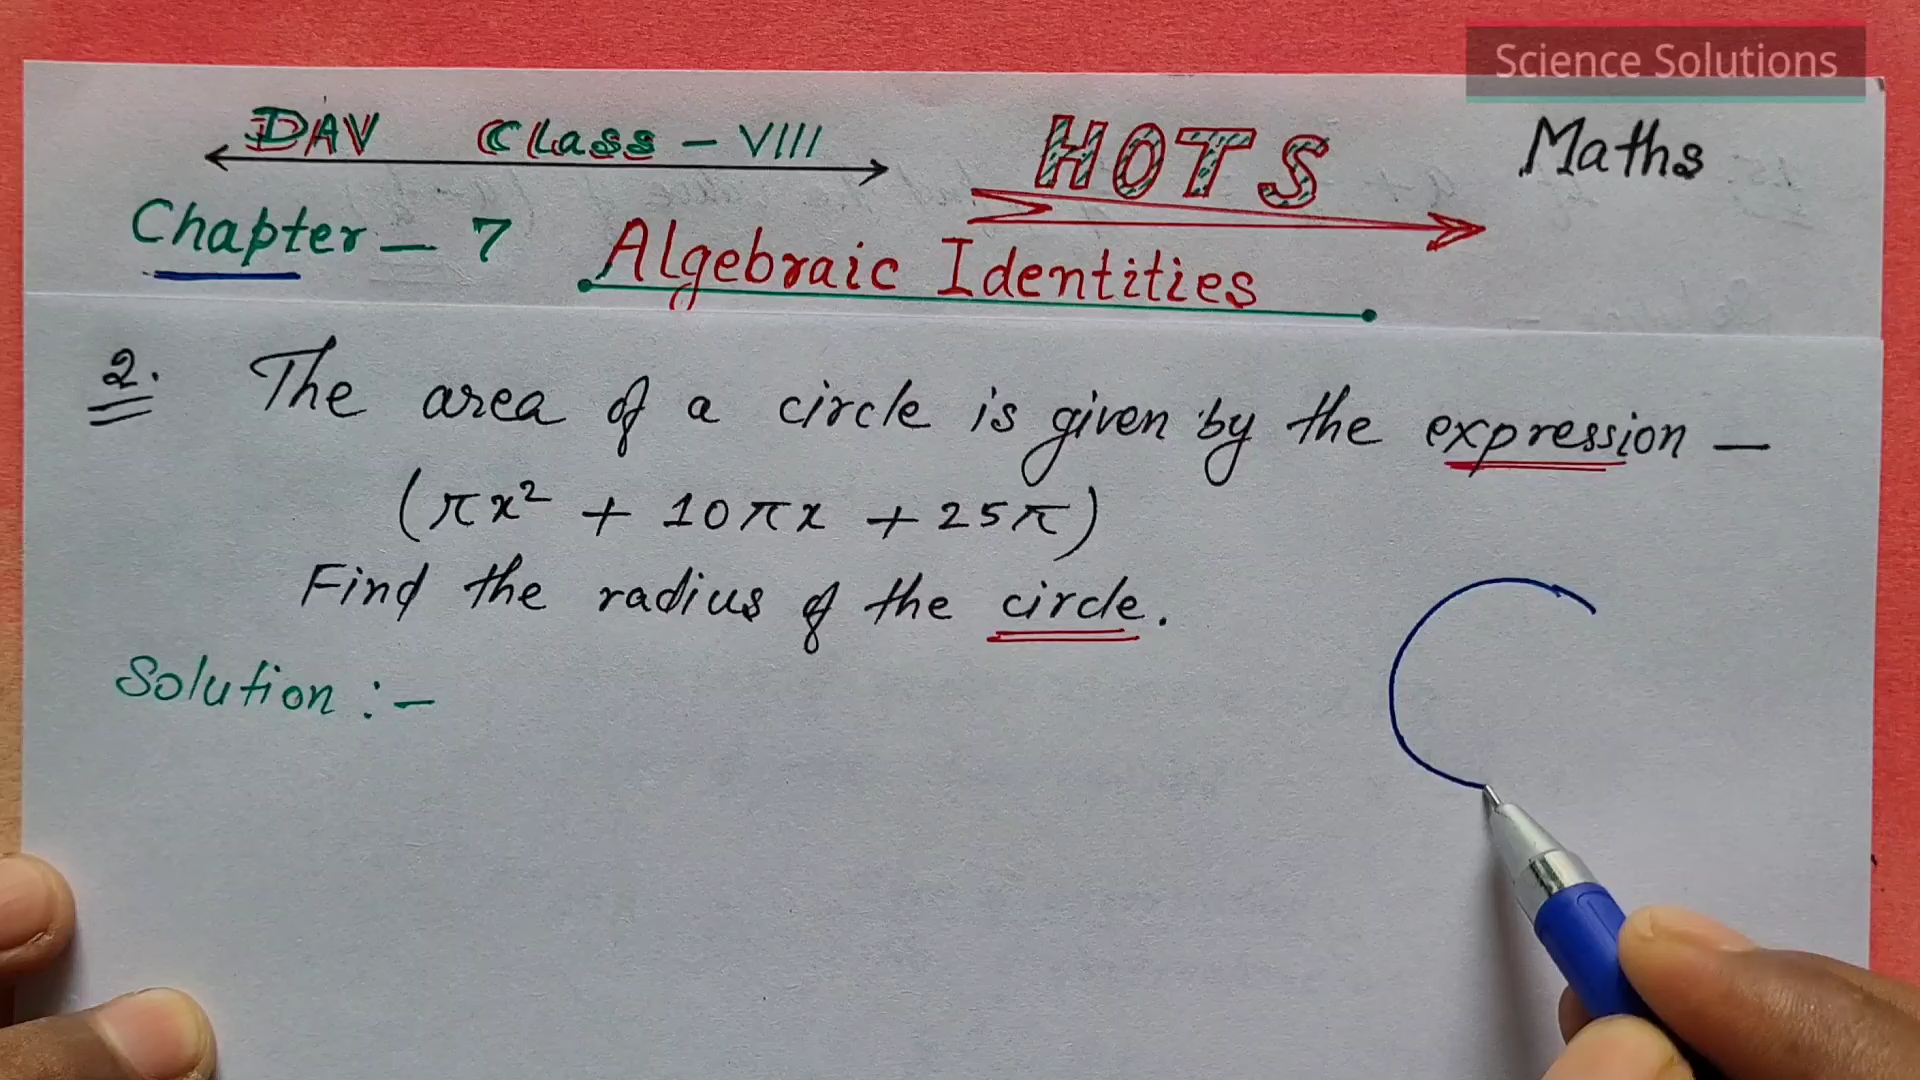 Science Solutions
DAV Class - VIII HOTS Maths
Chapter - 7 Algebraic Identities
2. The area of a circle is given by the expression -
(πx² + 10πx + 25π)
Find the radius of the circle.
Solution :-